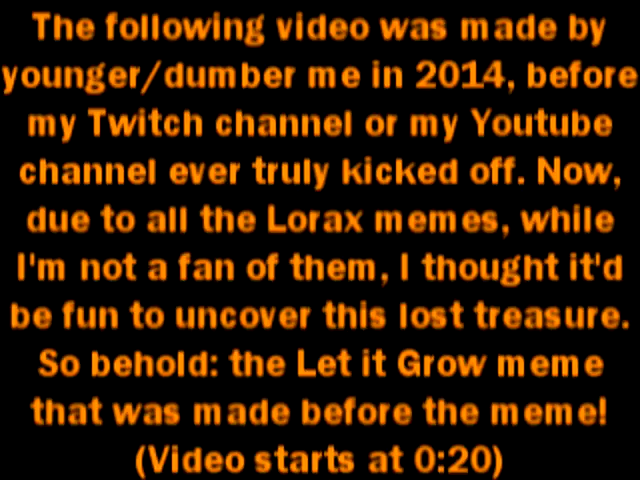 The following video was made by
younger/dumber me in 2014, before
my Twitch channel or my Youtube
channel ever truly kicked off. Now,
due to all the Lorax memes, while
I'm not a fan of them, I thought it'd
be fun to uncover this lost treasure.
So behold: the Let it Grow meme
that was made before the meme!
(Video starts at 0:20)